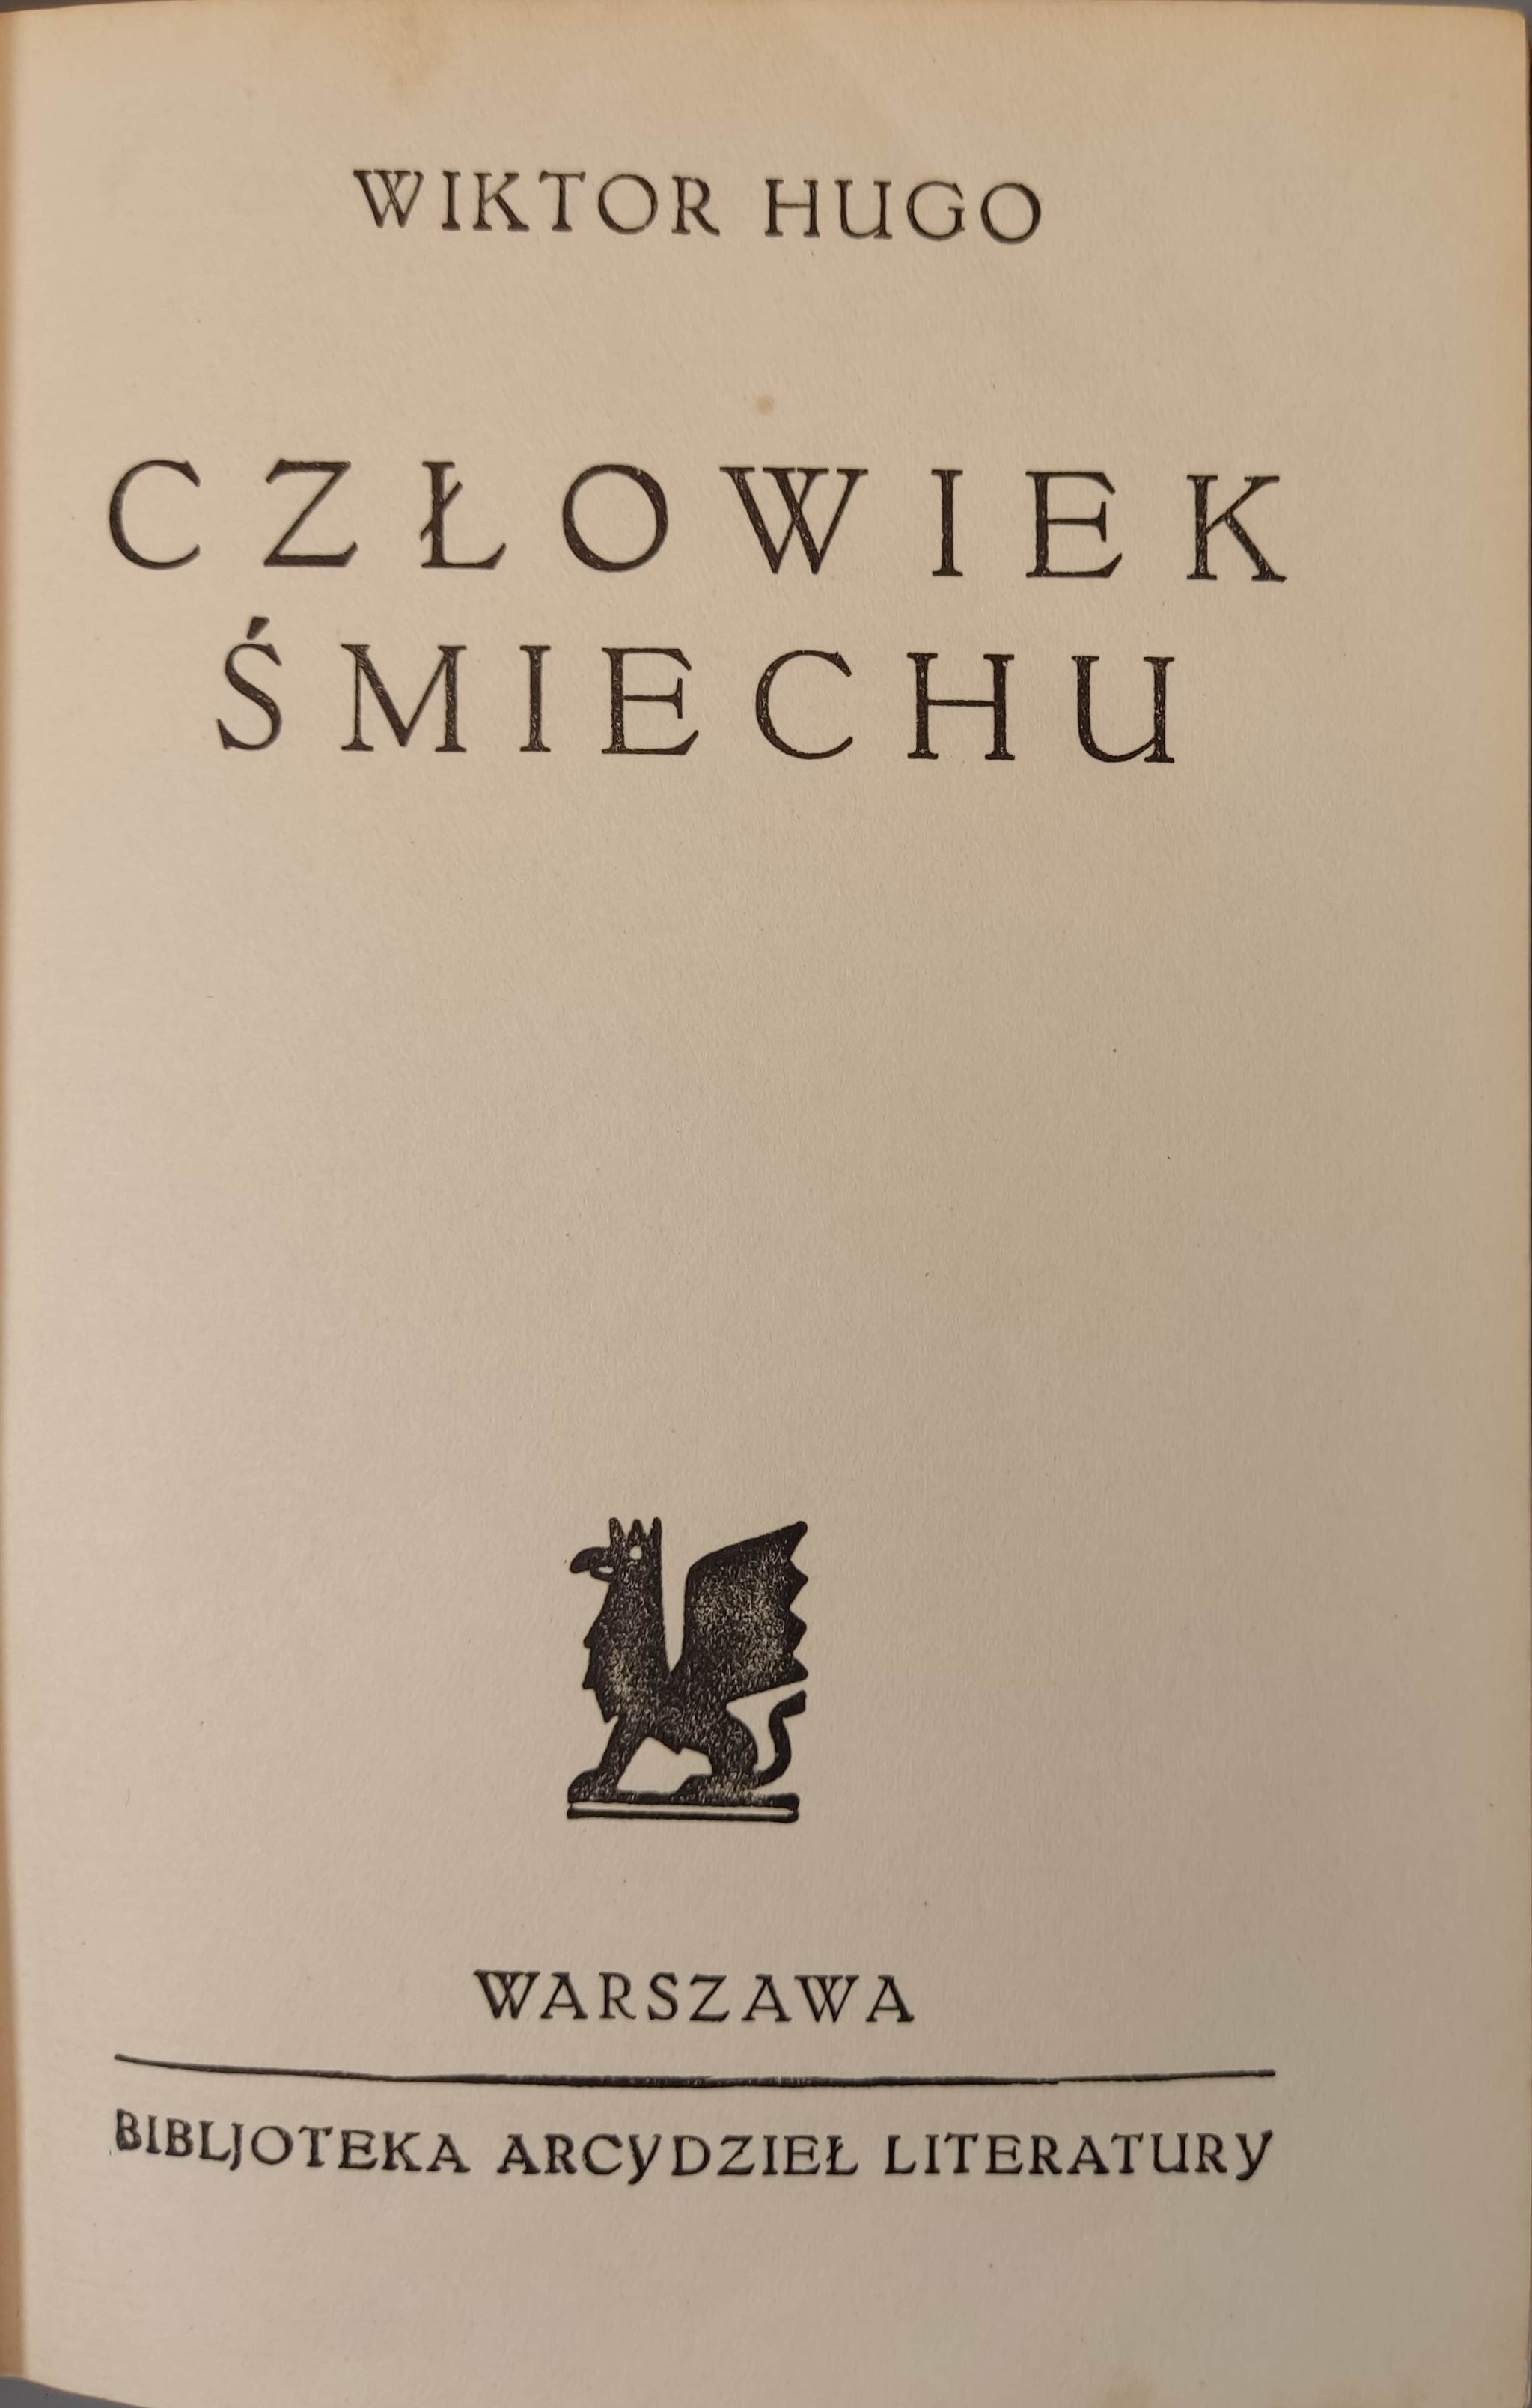 WIKTOR HUGO
CZŁOWIEK
ŚMIECHU
WARSZAWA
BIBLJOTEKA ARCYDZIEŁ LITERATURY